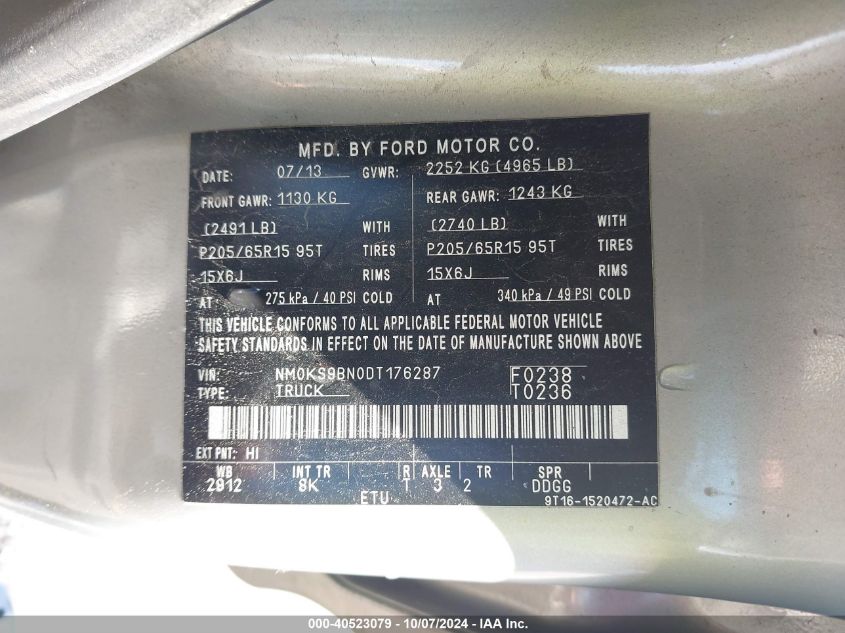 MFD. BY FORD MOTOR CO.
DATE: 07/13 GVWR: 2252 KG (4965 LB)
FRONT GAWR: 1130 KG REAR GAWR: 1243 KG
(2491 LB) WITH (2740 LB) WITH
P205/65R15 95T TIRES P205/65R15 95T TIRES
15X6J RIMS 15X6J RIMS
AT 275 kPa / 40 PSI COLD AT 340 kPa / 49 PSI COLD
THIS VEHICLE CONFORMS TO ALL APPLICABLE FEDERAL MOTOR VEHICLE
SAFETY STANDARDS IN EFFECT ON THE DATE OF MANUFACTURE SHOWN ABOVE
VIN: NM0KS9BN0DT176287 F0238
TYPE: TRUCK T0236
EXT PNT: HI
WB INT TR R AXLE TR SPR
2912 8K 1 3 2 DDGG
ETU 9T16-1520472-AC
000-40523079 - 10/07/2024 - IAA Inc.